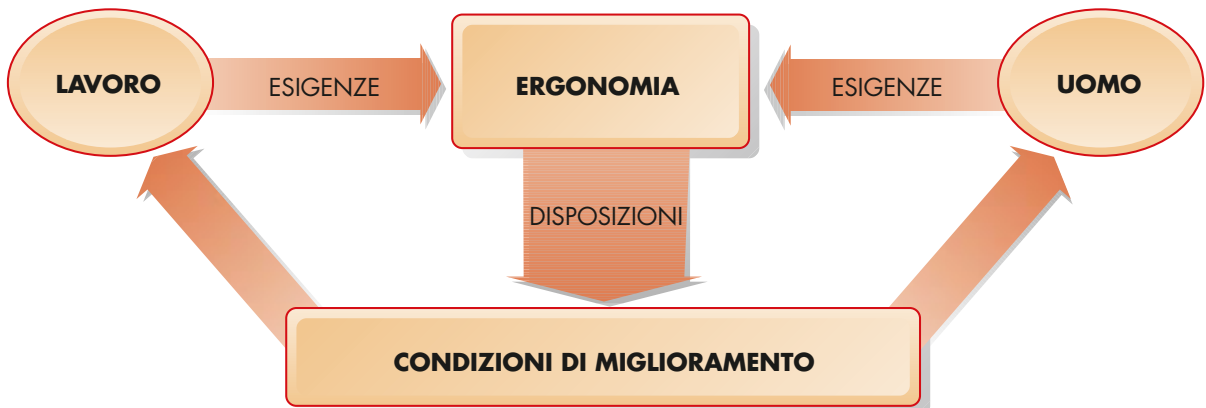 LAVORO
ESIGENZE
ERGONOMIA
ESIGENZE
UOMO
DISPOSIZIONI
CONDIZIONI DI MIGLIORAMENTO